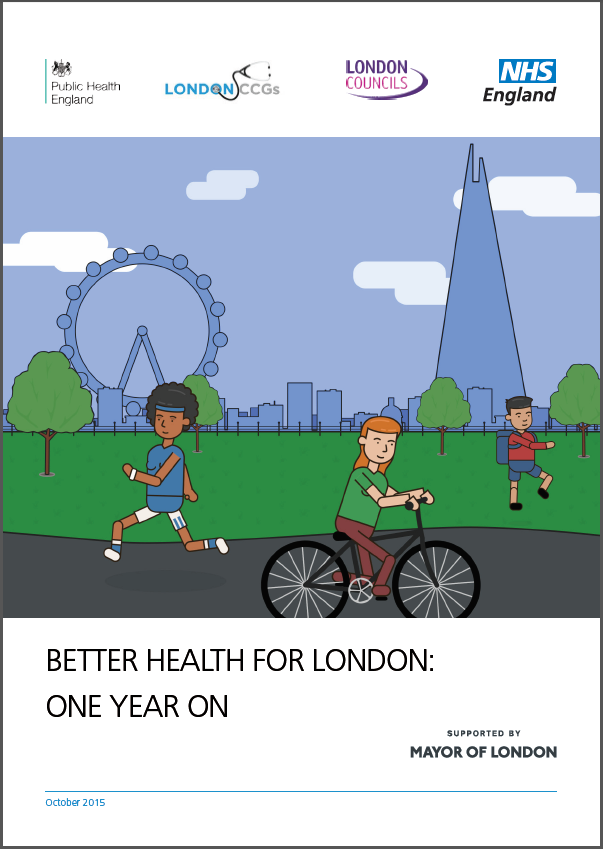 Public Health
England
LONDON CCGs
LONDON
COUNCILS
NHS
England
BETTER HEALTH FOR LONDON:
ONE YEAR ON
SUPPORTED BY
MAYOR OF LONDON
October 2015